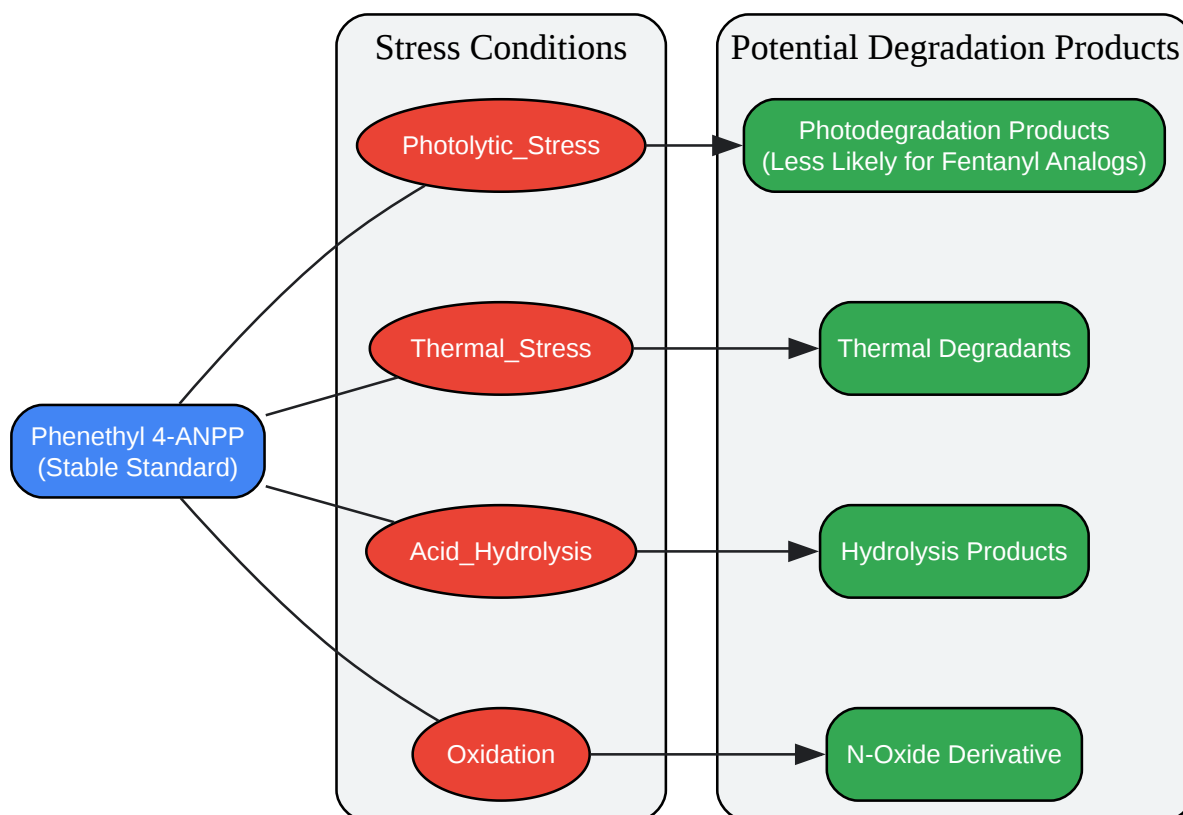 Stress Conditions
Potential Degradation Products
Photolytic_Stress
Photodegradation Products
(Less Likely for Fentanyl Analogs)
Thermal_Stress
Thermal Degradants
Phenethyl 4-ANPP
(Stable Standard)
Acid_Hydrolysis
Hydrolysis Products
Oxidation
N-Oxide Derivative